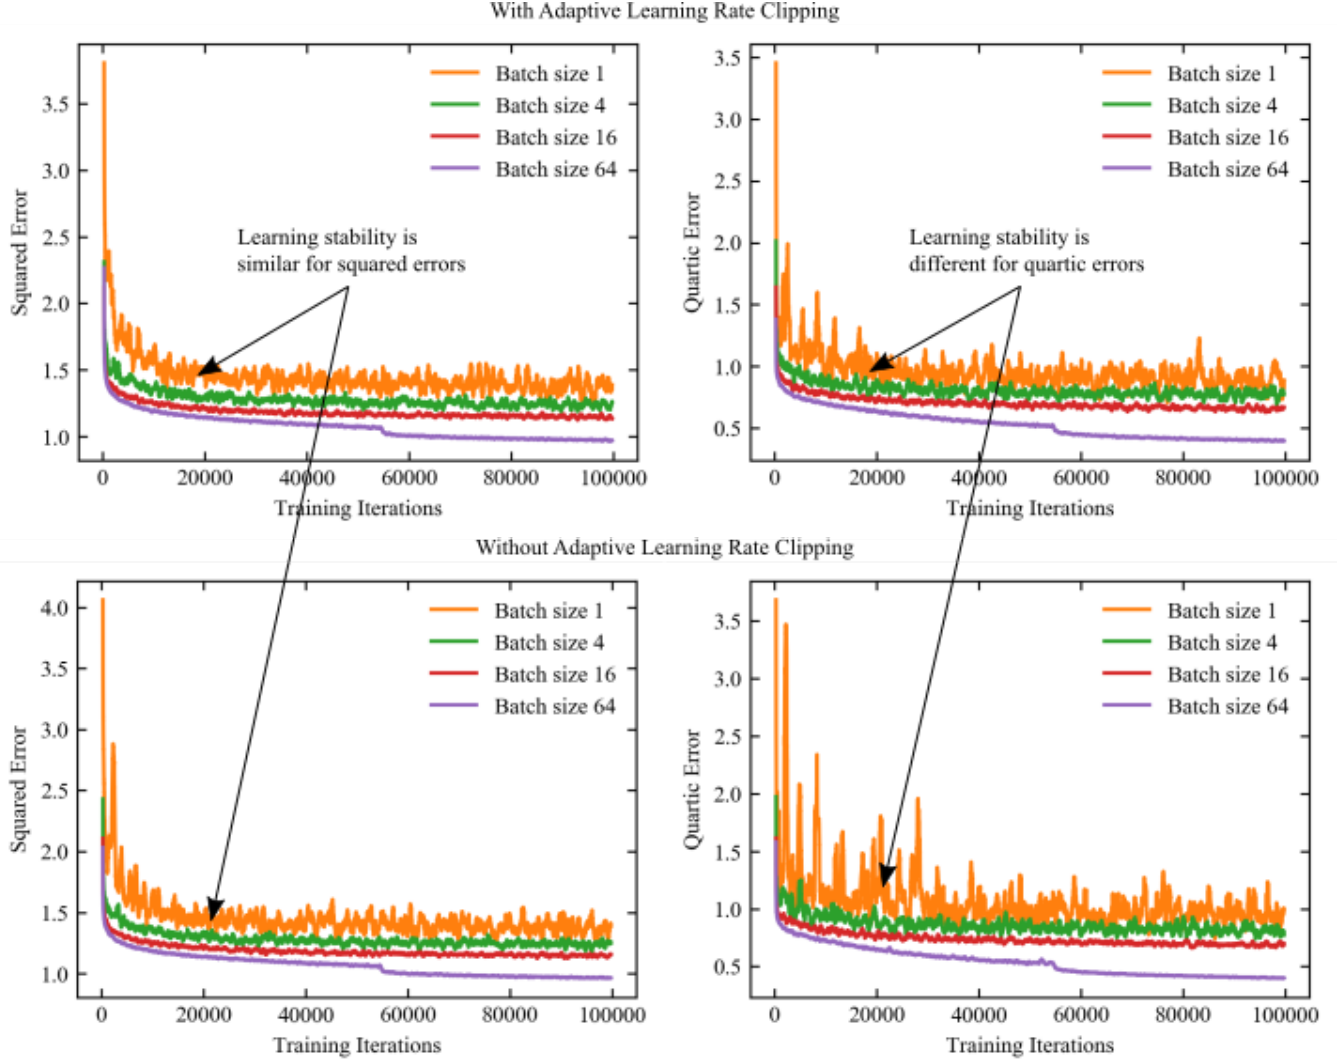 With Adaptive Learning Rate Clipping
Squared Error
3.5
3.0
2.5
2.0
1.5
1.0
Batch size 1
Batch size 4
Batch size 16
Batch size 64
Learning stability is
similar for squared errors
0 20000 40000 60000 80000 100000
Training Iterations
Quartic Error
3.5
3.0
2.5
2.0
1.5
1.0
0.5
Batch size 1
Batch size 4
Batch size 16
Batch size 64
Learning stability is
different for quartic errors
0 20000 40000 60000 80000 100000
Training Iterations
Without Adaptive Learning Rate Clipping
Squared Error
4.0
3.5
3.0
2.5
2.0
1.5
1.0
Batch size 1
Batch size 4
Batch size 16
Batch size 64
0 20000 40000 60000 80000 100000
Training Iterations
Quartic Error
3.5
3.0
2.5
2.0
1.5
1.0
0.5
Batch size 1
Batch size 4
Batch size 16
Batch size 64
0 20000 40000 60000 80000 100000
Training Iterations